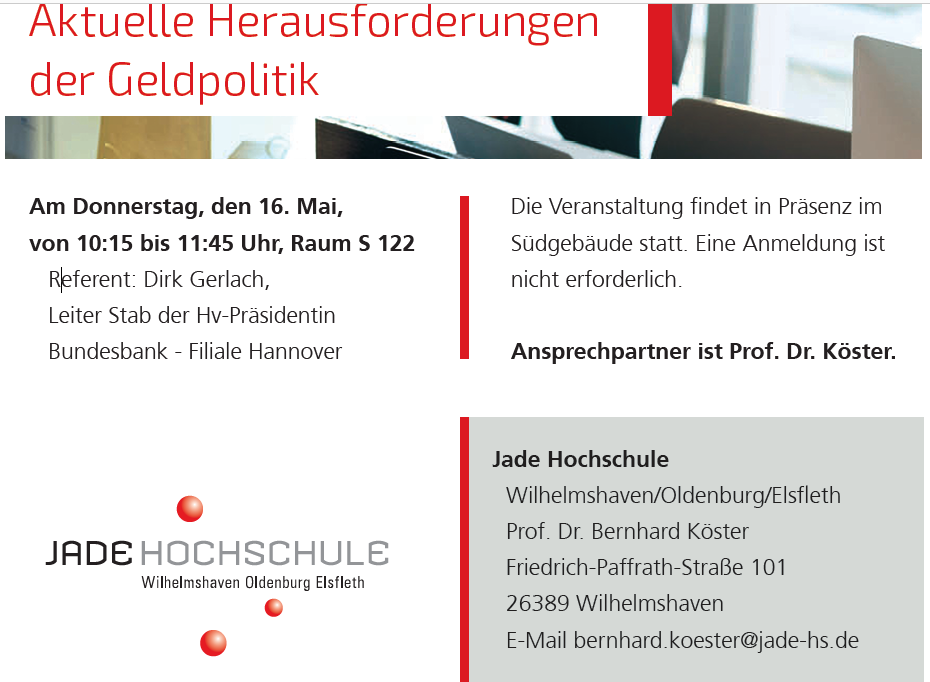 Aktuelle Herausforderungen
der Geldpolitik
Am Donnerstag, den 16. Mai,
von 10:15 bis 11:45 Uhr, Raum S 122
Referent: Dirk Gerlach,
Leiter Stab der Hv-Präsidentin
Bundesbank - Filiale Hannover
Die Veranstaltung findet in Präsenz im
Südgebäude statt. Eine Anmeldung ist
nicht erforderlich.
Ansprechpartner ist Prof. Dr. Köster.
JADE HOCHSCHULE
Wilhelmshaven Oldenburg Elsfleth
Jade Hochschule
Wilhelmshaven/Oldenburg/Elsfleth
Prof. Dr. Bernhard Köster
Friedrich-Paffrath-Straße 101
26389 Wilhelmshaven
E-Mail bernhard.koester@jade-hs.de